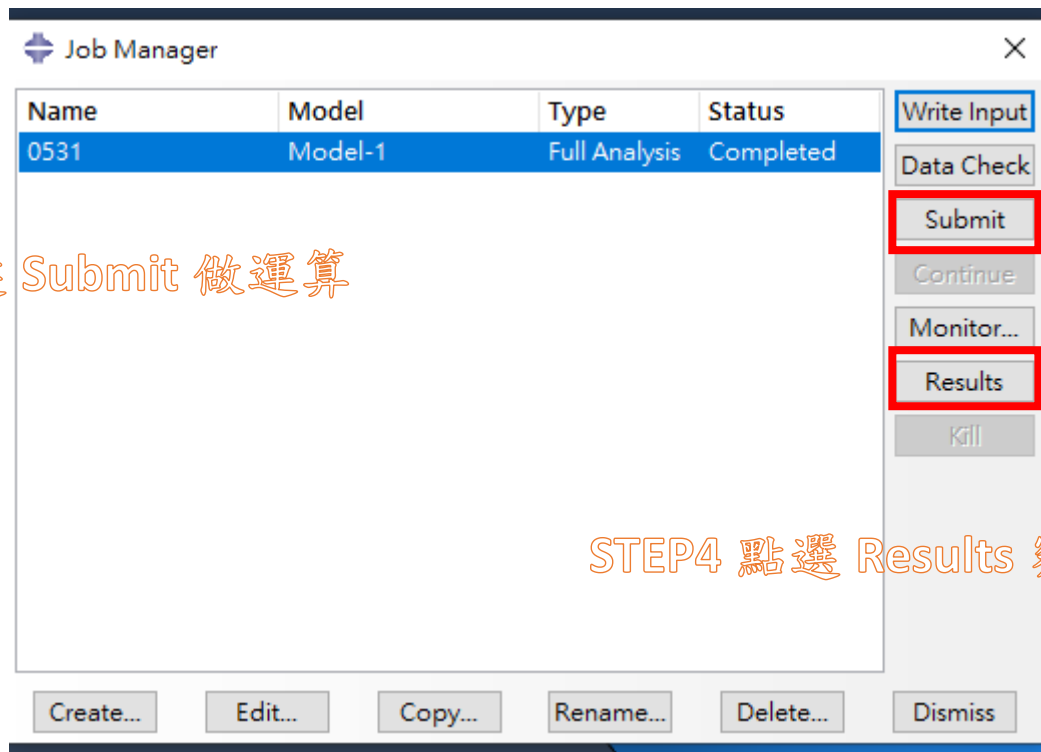 Job Manager
Name Model Type Status
0531 Model-1 Full Analysis Completed
Write Input
Data Check
Submit
Submit 做運算
Continue
Monitor...
Results
Kill
STEP4 點選 Results
Create... Edit... Copy... Rename... Delete... Dismiss